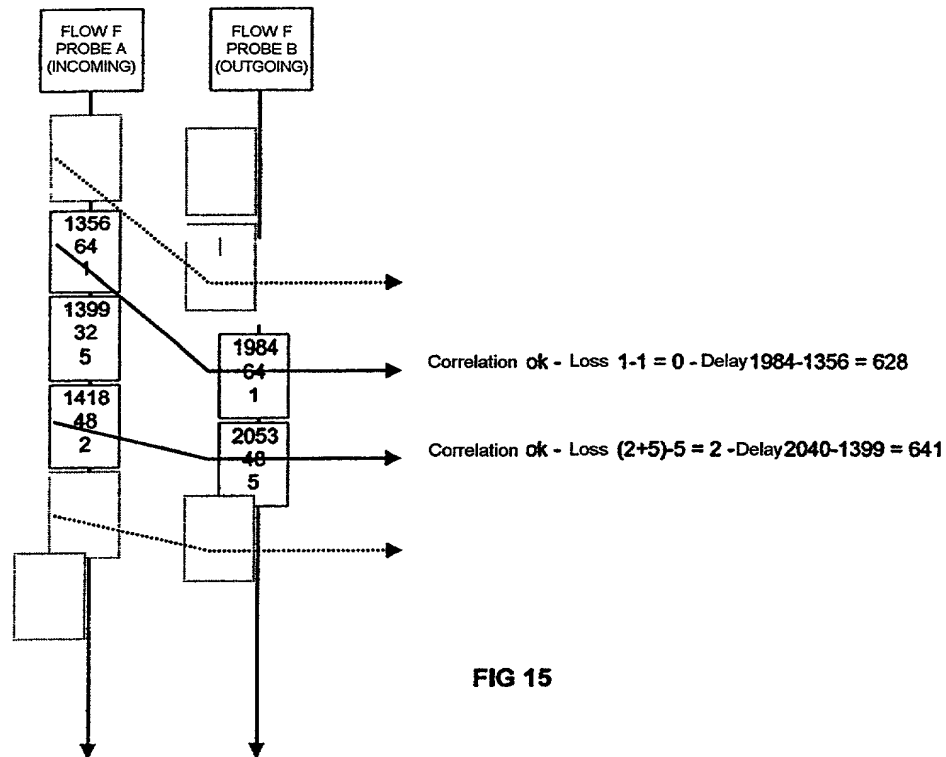 FLOW F
PROBE A
(INCOMING)
FLOW F
PROBE B
(OUTGOING)
1356
64
1
1399
32
5
1418
48
2
1984
64
1
2053
48
5
Correlation ok - Loss 1-1 = 0 - Delay 1984-1356 = 628
Correlation ok - Loss (2+5)-5 = 2 -Delay 2040-1399 = 641
FIG 15